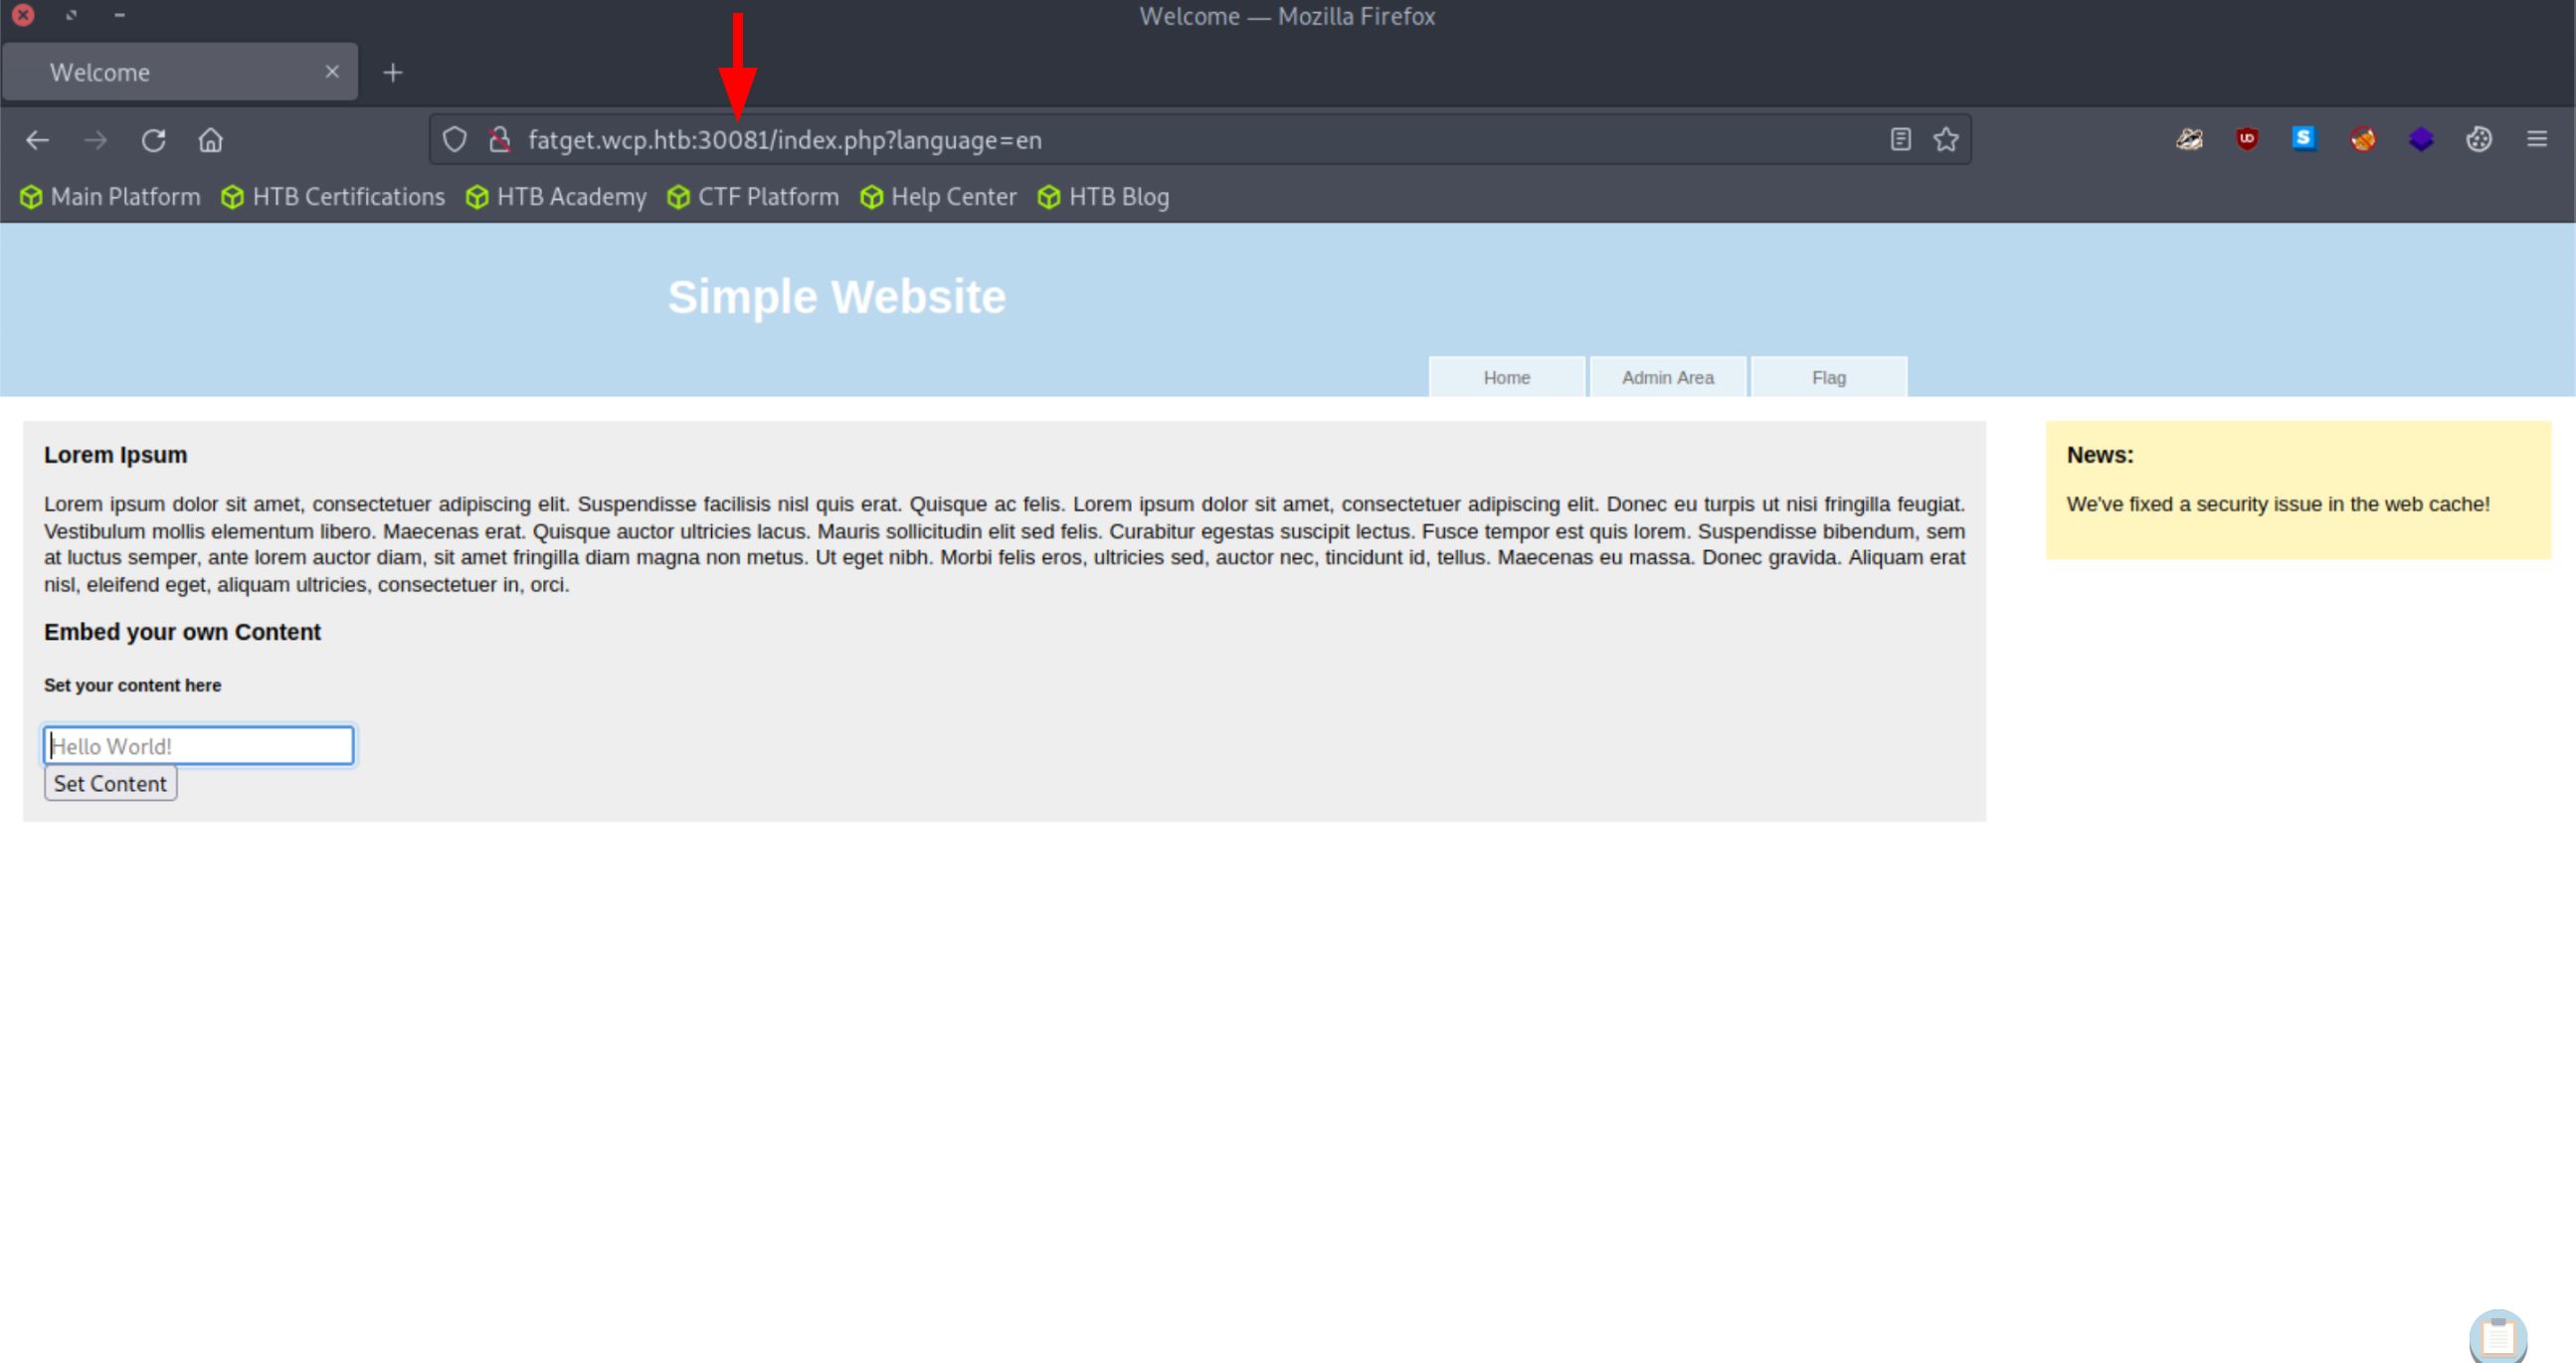 Welcome — Mozilla Firefox
Welcome
fatget.wcp.htb:30081/index.php?language=en
Main Platform HTB Certifications HTB Academy CTF Platform Help Center HTB Blog
Simple Website
Home Admin Area Flag
Lorem Ipsum
Lorem ipsum dolor sit amet, consectetuer adipiscing elit. Suspendisse facilisis nisl quis erat. Quisque ac felis. Lorem ipsum dolor sit amet, consectetuer adipiscing elit. Donec eu turpis ut nisi fringilla feugiat.
Vestibulum mollis elementum libero. Maecenas erat. Quisque auctor ultricies lacus. Mauris sollicitudin elit sed felis. Curabitur egestas suscipit lectus. Fusce tempor est quis lorem. Suspendisse bibendum, sem
at luctus semper, ante lorem auctor diam, sit amet fringilla diam magna non metus. Ut eget nibh. Morbi felis eros, ultricies sed, auctor nec, tincidunt id, tellus. Maecenas eu massa. Donec gravida. Aliquam erat
nisl, eleifend eget, aliquam ultricies, consectetuer in, orci.
Embed your own Content
Set your content here
Hello World!
Set Content
News:
We've fixed a security issue in the web cache!